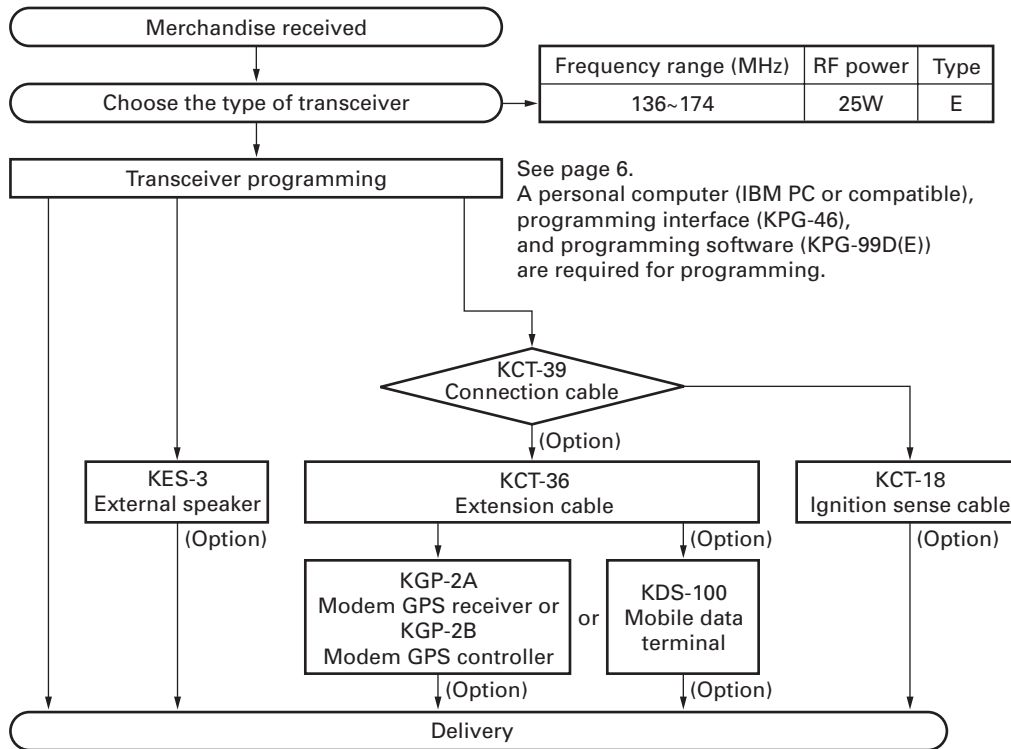 Merchandise received
Choose the type of transceiver
Frequency range (MHz) RF power Type
136~174 25W E
Transceiver programming
See page 6.
A personal computer (IBM PC or compatible),
programming interface (KPG-46),
and programming software (KPG-99D(E))
are required for programming.
KCT-39
Connection cable
(Option)
KES-3
External speaker
(Option)
KCT-36
Extension cable
(Option)
(Option)
KCT-18
Ignition sense cable
(Option)
KGP-2A
Modem GPS receiver or
KGP-2B
Modem GPS controller
(Option)
or
KDS-100
Mobile data
terminal
(Option)
Delivery